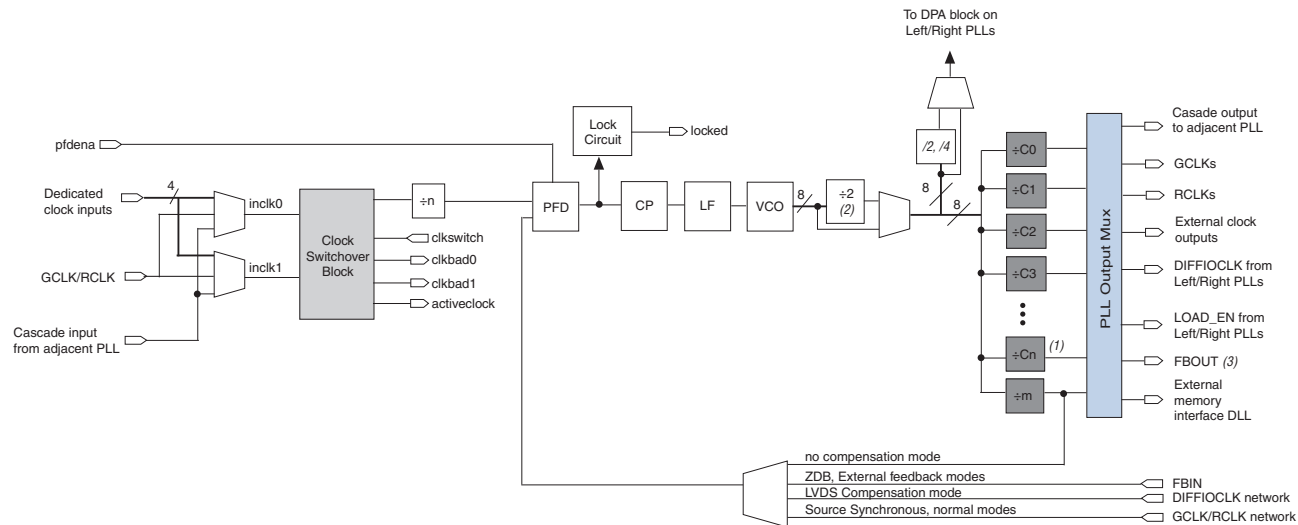 To DPA block on
Left/Right PLLs
Lock
Circuit
locked
pfdena
/2, /4
÷C0
Casade output
to adjacent PLL
Dedicated
clock inputs
4
inclk0
÷n
PFD
CP
LF
VCO
8
÷2
(2)
8
8
÷C1
GCLKs
RCLKs
Clock
Switchover
Block
clkswitch
clkbad0
clkbad1
activeclock
÷C2
External clock
outputs
GCLK/RCLK
inclk1
÷C3
DIFFIOCLK from
Left/Right PLLs
PLL Output Mux
Cascade input
from adjacent PLL
LOAD_EN from
Left/Right PLLs
÷Cn
(1)
FBOUT (3)
÷m
External
memory
interface DLL
no compensation mode
ZDB, External feedback modes
FBIN
LVDS Compensation mode
DIFFIOCLK network
Source Synchronous, normal modes
GCLK/RCLK network